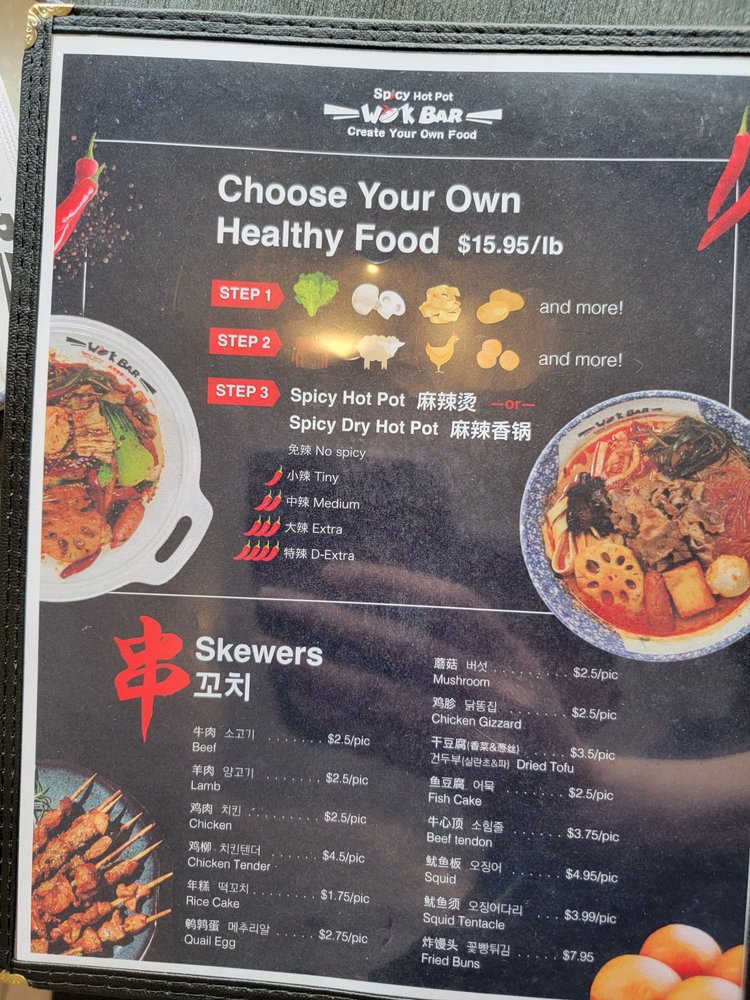 Spicy Hot Pot
WOK BAR
Create Your Own Food
Choose Your Own
Healthy Food $15.95/lb
STEP 1 and more!
STEP 2 and more!
STEP 3 Spicy Hot Pot 麻辣烫 —or—
Spicy Dry Hot Pot 麻辣香锅
免辣 No spicy
小辣 Tiny
中辣 Medium
大辣 Extra
特辣 D-Extra
WOK BAR
WOK BAR
串 Skewers
꼬치
牛肉 소고기 ........ $2.5/pic
Beef
羊肉 양고기 ........ $2.5/pic
Lamb
鸡肉 치킨 ........ $2.5/pic
Chicken
鸡柳 치킨텐더 ....... $4.5/pic
Chicken Tender
年糕 떡꼬치 ........ $1.75/pic
Rice Cake
鹌鹑蛋 메추리알 ...... $2.75/pic
Quail Egg
蘑菇 버섯 ........ $2.5/pic
Mushroom
鸡胗 닭똥집 ........ $2.5/pic
Chicken Gizzard
干豆腐(香菜&葱丝) ...... $3.5/pic
건두부(실란초&파) Dried Tofu
鱼豆腐 어묵 ........ $2.5/pic
Fish Cake
牛心顶 소힘줄 ...... $3.75/pic
Beef tendon
鱿鱼板 오징어 ...... $4.95/pic
Squid
鱿鱼须 오징어다리 ..... $3.99/pic
Squid Tentacle
炸馒头 꽃빵튀김 ..... $7.95
Fried Buns